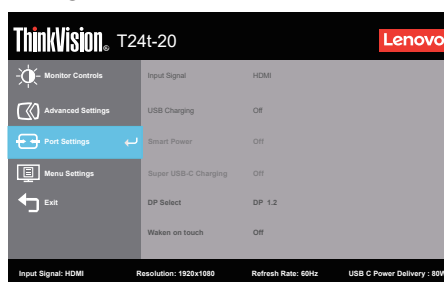 ThinkVision® T24t-20
Lenovo
Monitor Controls
Input Signal HDMI
Advanced Settings
USB Charging Off
Port Settings
Smart Power Off
Menu Settings
Super USB-C Charging Off
Exit
DP Select DP 1.2
Waken on touch Off
Input Signal: HDMI Resolution: 1920x1080 Refresh Rate: 60Hz USB C Power Delivery : 80W